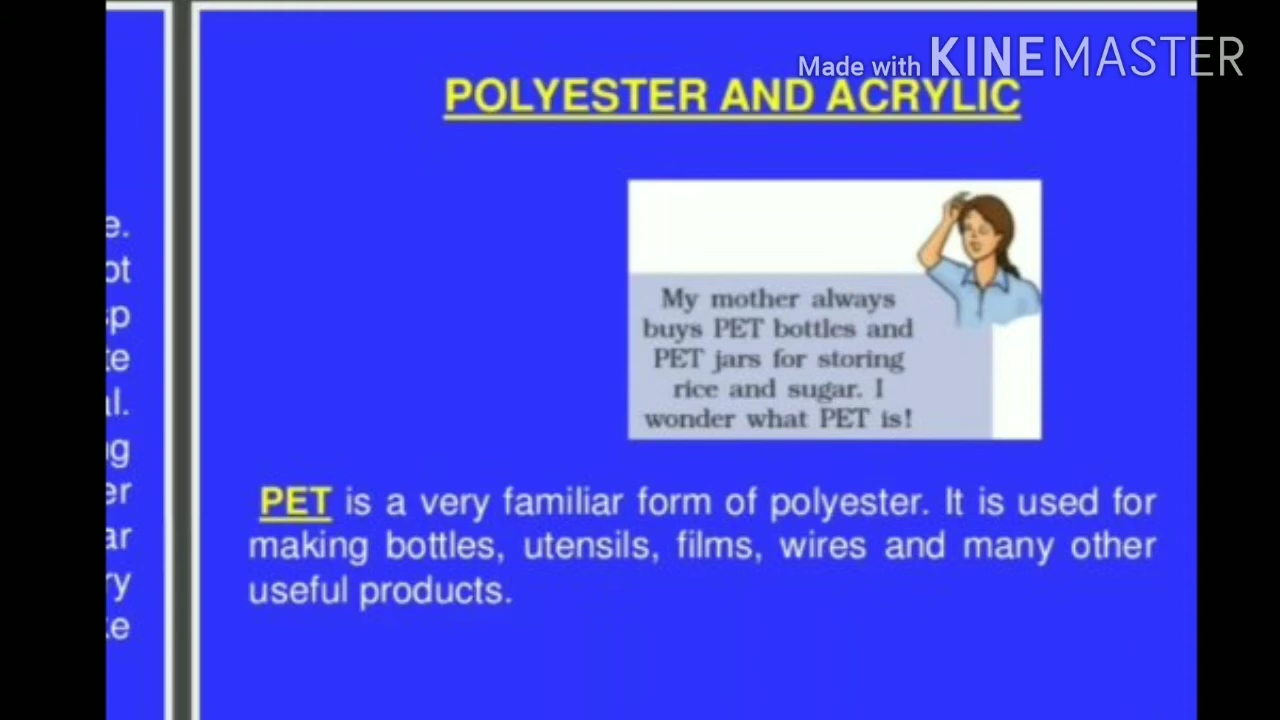 Made with KINEMASTER
POLYESTER AND ACRYLIC
My mother always
buys PET bottles and
PET jars for storing
rice and sugar. I
wonder what PET is!
PET is a very familiar form of polyester. It is used for
making bottles, utensils, films, wires and many other
useful products.